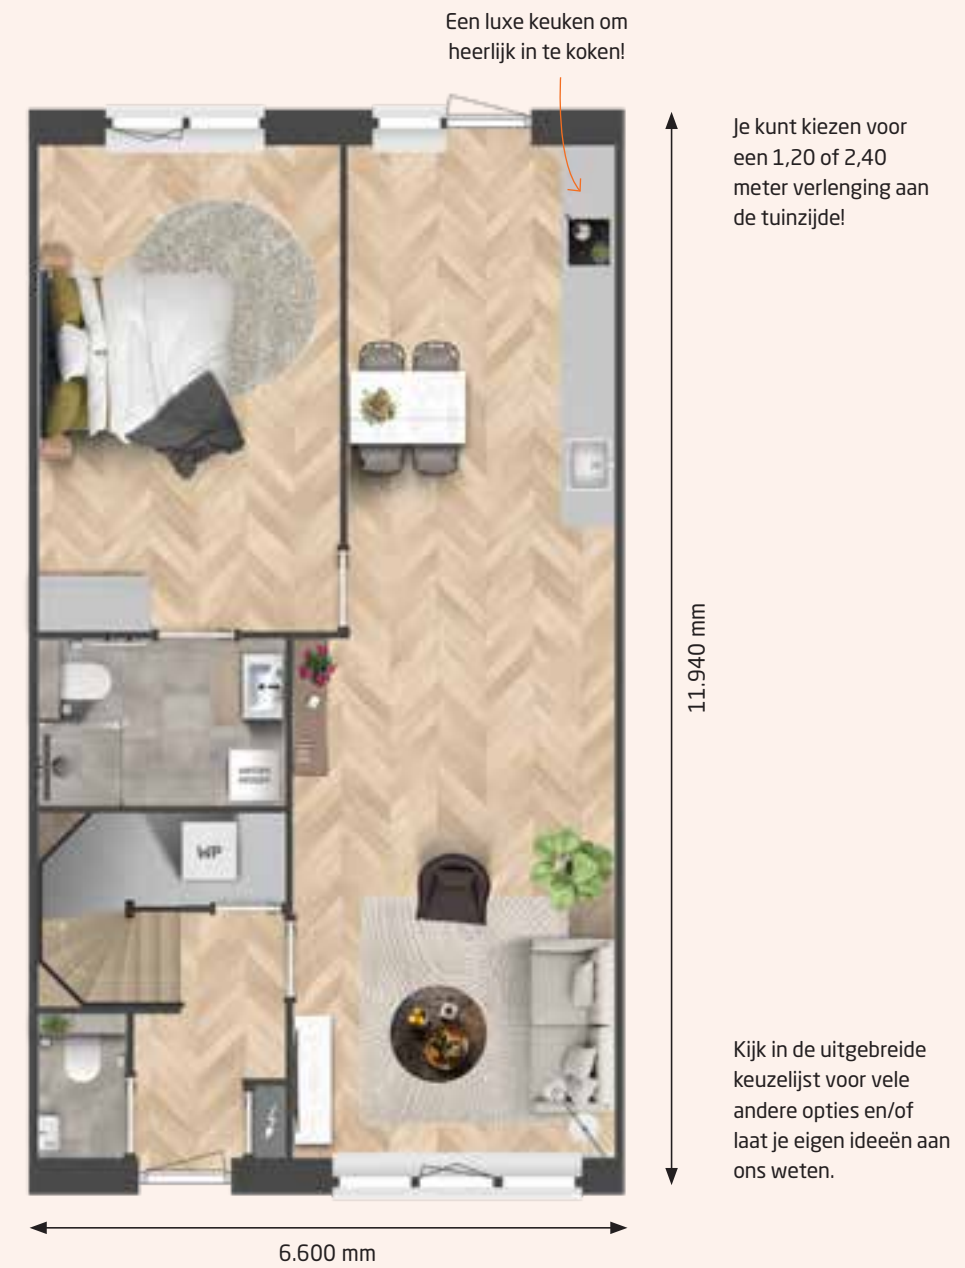 Een luxe keuken om
heerlijk in te koken!
Je kunt kiezen voor
een 1,20 of 2,40
meter verlenging aan
de tuinzijde!
11.940 mm
WP
Kijk in de uitgebreide
keuzelijst voor vele
andere opties en/of
laat je eigen ideeën aan
ons weten.
6.600 mm